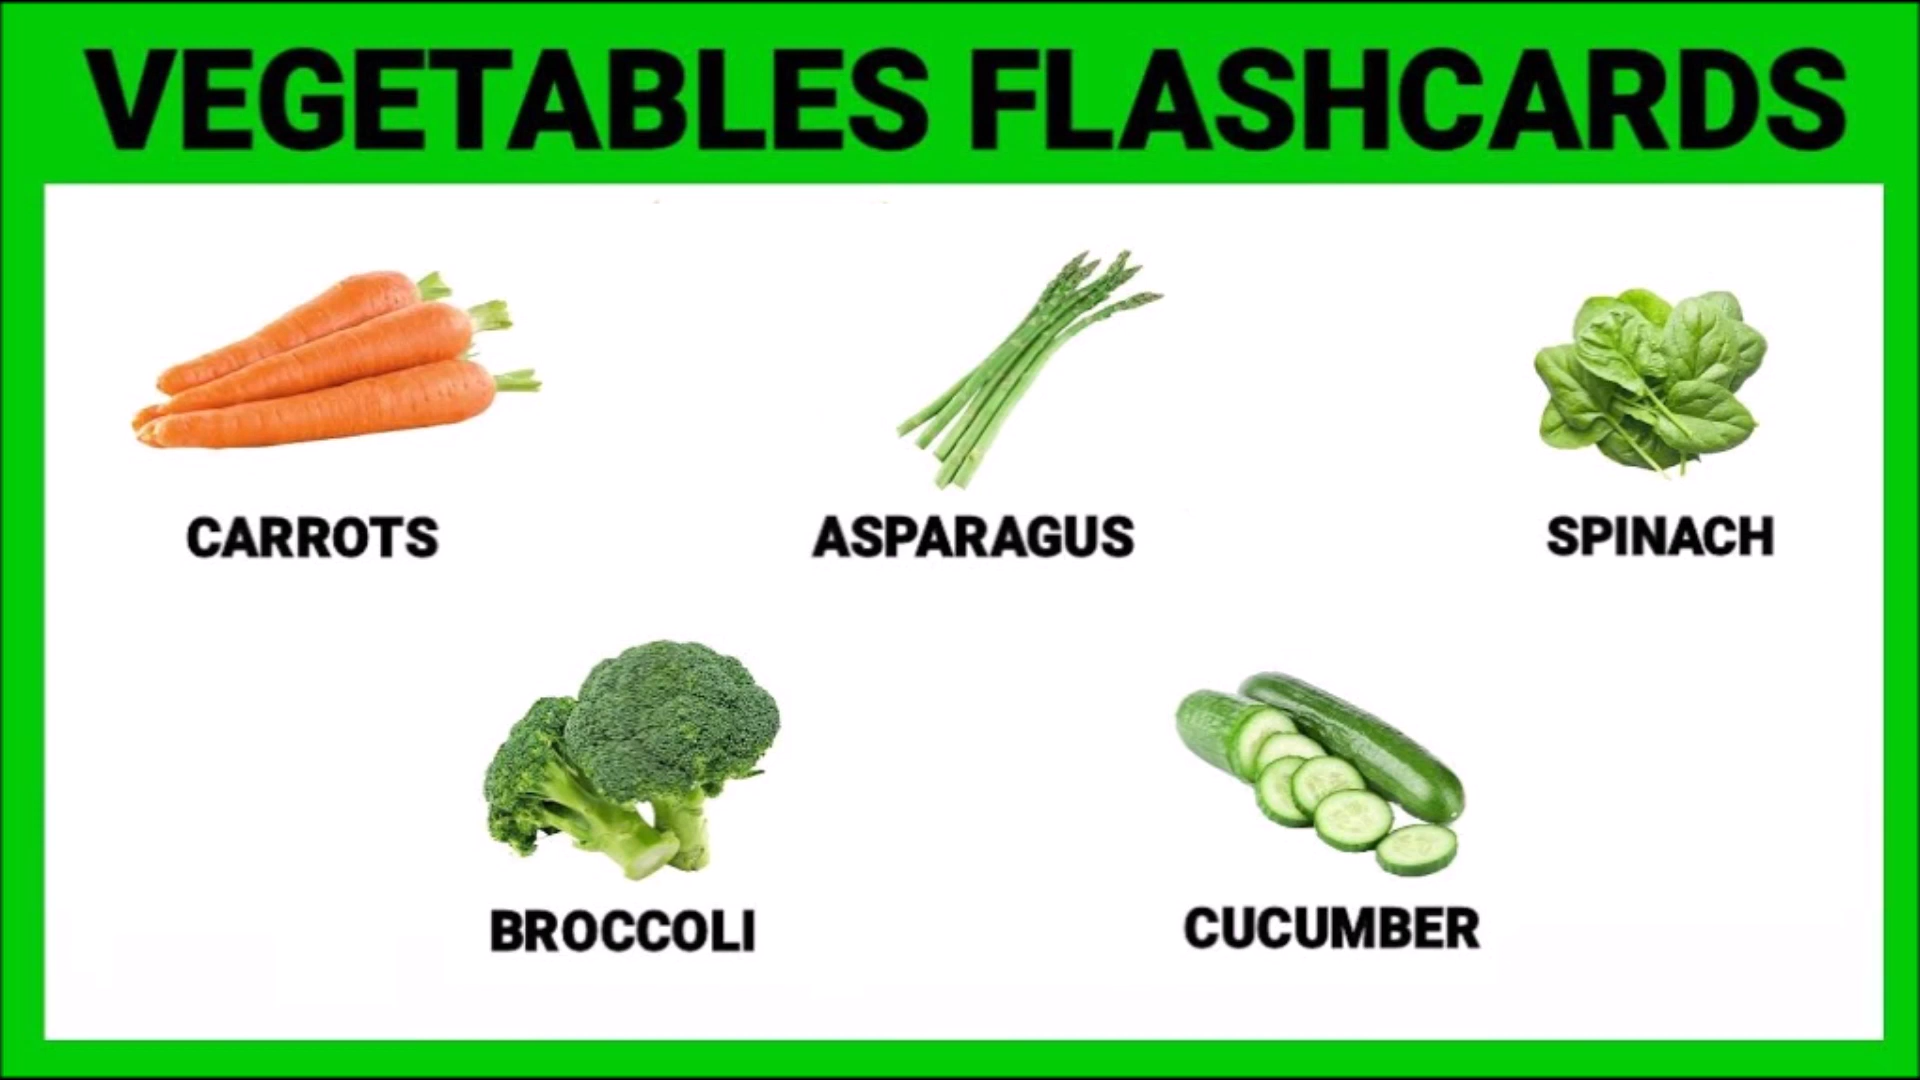 VEGETABLES FLASHCARDS
CARROTS
ASPARAGUS
SPINACH
BROCCOLI
CUCUMBER